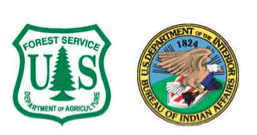 FOREST SERVICE
U S
DEPARTMENT OF AGRICULTURE
U.S. DEPARTMENT OF THE INTERIOR
1824
BUREAU OF INDIAN AFFAIRS